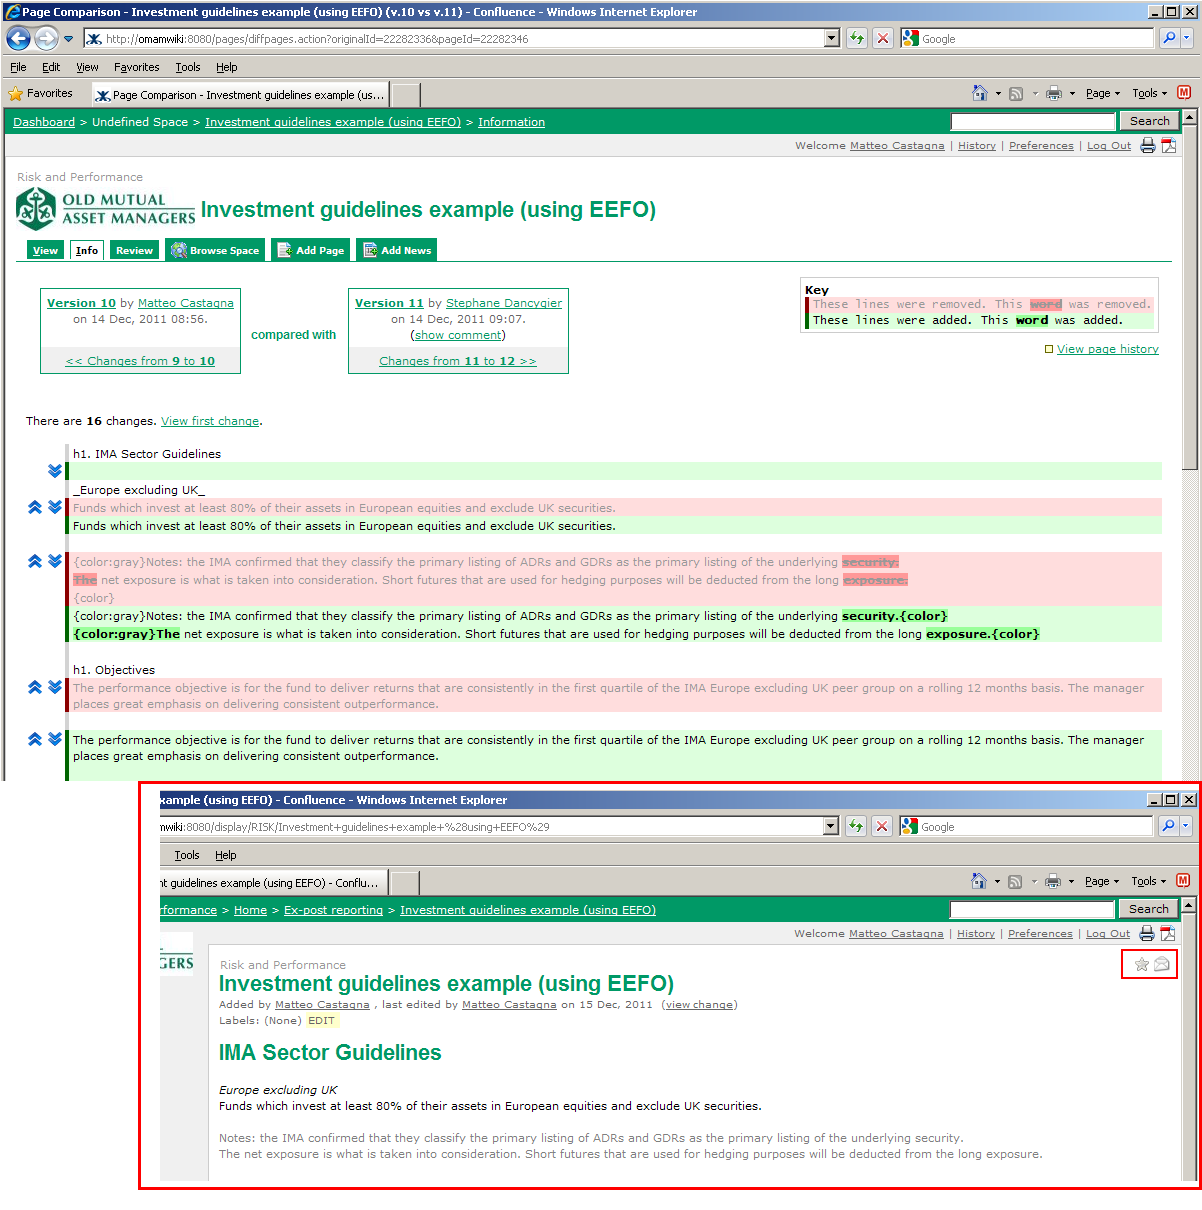 Page Comparison - Investment guidelines example (using EEFO) (v.10 vs v.11) - Confluence - Windows Internet Explorer
http://omamwiki:8080/pages/diffpages.action?originalId=22282336&pageId=22282346
Google
File Edit View Favorites Tools Help
Favorites
Page Comparison - Investment guidelines example (us...
Page Tools
Dashboard > Undefined Space > Investment guidelines example (using EEFO) > Information
Search
Welcome Matteo Castagna | History | Preferences | Log Out
Risk and Performance
OLD MUTUAL
ASSET MANAGERS
Investment guidelines example (using EEFO)
View Info Review Browse Space Add Page Add News
Version 10 by Matteo Castagna
on 14 Dec, 2011 08:56.
<< Changes from 9 to 10
compared with
Version 11 by Stephane Dancygier
on 14 Dec, 2011 09:07.
(show comment)
Changes from 11 to 12 >>
Key
These lines were removed. This word was removed.
These lines were added. This word was added.
View page history
There are 16 changes. View first change.
h1. IMA Sector Guidelines
_Europe excluding UK_
Funds which invest at least 80% of their assets in European equities and exclude UK securities.
Funds which invest at least 80% of their assets in European equities and exclude UK securities.
{color:gray}Notes: the IMA confirmed that they classify the primary listing of ADRs and GDRs as the primary listing of the underlying security.
The net exposure is what is taken into consideration. Short futures that are used for hedging purposes will be deducted from the long exposure.
{color}
{color:gray}Notes: the IMA confirmed that they classify the primary listing of ADRs and GDRs as the primary listing of the underlying security.{color}
{color:gray}The net exposure is what is taken into consideration. Short futures that are used for hedging purposes will be deducted from the long exposure.{color}
h1. Objectives
The performance objective is for the fund to deliver returns that are consistently in the first quartile of the IMA Europe excluding UK peer group on a rolling 12 months basis. The manager
places great emphasis on delivering consistent outperformance.
The performance objective is for the fund to deliver returns that are consistently in the first quartile of the IMA Europe excluding UK peer group on a rolling 12 months basis. The manager
places great emphasis on delivering consistent outperformance.
xample (using EEFO) - Confluence - Windows Internet Explorer
mwiki:8080/display/RISK/Investment+guidelines+example+%28using+EEFO%29
Google
Tools Help
nt guidelines example (using EEFO) - Conflu...
Page Tools
rformance > Home > Ex-post reporting > Investment guidelines example (using EEFO)
Search
Welcome Matteo Castagna | History | Preferences | Log Out
GERS
Risk and Performance
Investment guidelines example (using EEFO)
Added by Matteo Castagna , last edited by Matteo Castagna on 15 Dec, 2011 (view change)
Labels: (None) EDIT
IMA Sector Guidelines
Europe excluding UK
Funds which invest at least 80% of their assets in European equities and exclude UK securities.
Notes: the IMA confirmed that they classify the primary listing of ADRs and GDRs as the primary listing of the underlying security.
The net exposure is what is taken into consideration. Short futures that are used for hedging purposes will be deducted from the long exposure.